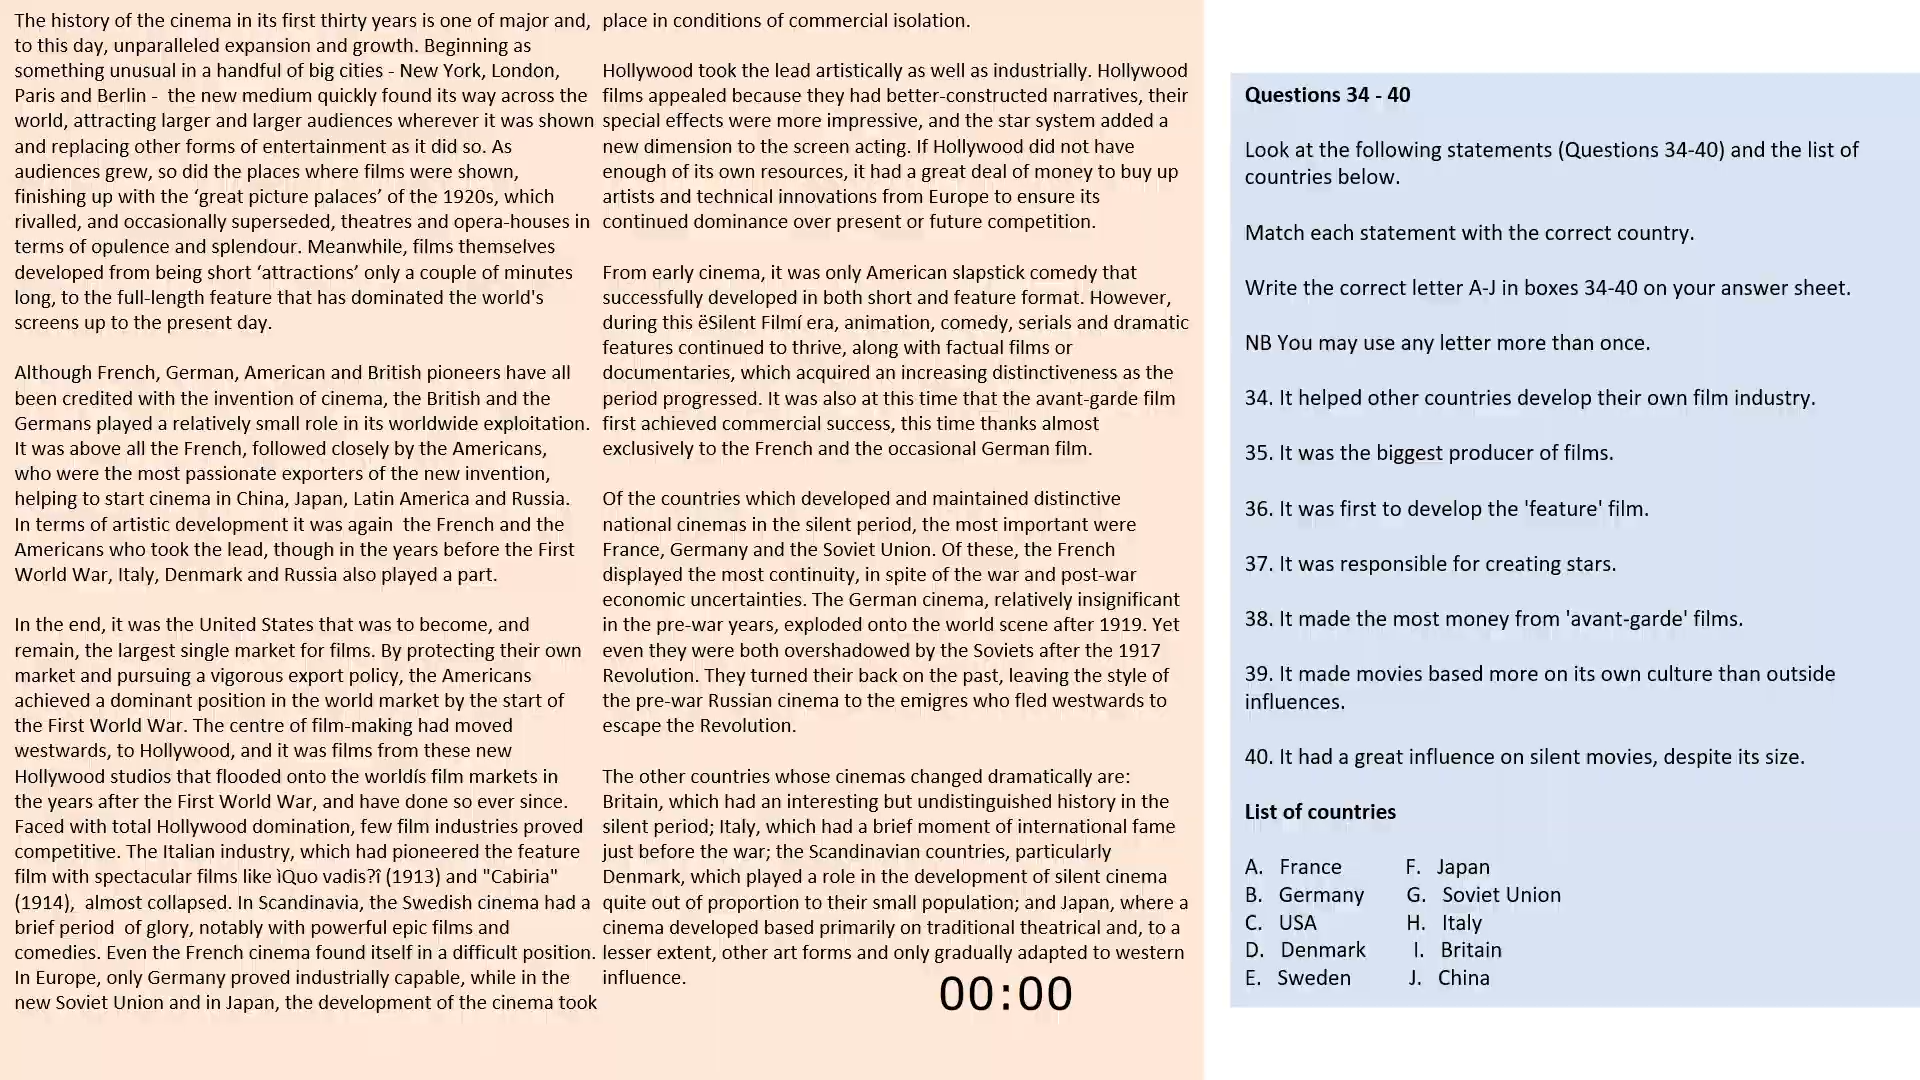 The history of the cinema in its first thirty years is one of major and,
to this day, unparalleled expansion and growth. Beginning as
something unusual in a handful of big cities - New York, London,
Paris and Berlin -  the new medium quickly found its way across the
world, attracting larger and larger audiences wherever it was shown
and replacing other forms of entertainment as it did so. As
audiences grew, so did the places where films were shown,
finishing up with the ‘great picture palaces’ of the 1920s, which
rivalled, and occasionally superseded, theatres and opera-houses in
terms of opulence and splendour. Meanwhile, films themselves
developed from being short ‘attractions’ only a couple of minutes
long, to the full-length feature that has dominated the world's
screens up to the present day.
Although French, German, American and British pioneers have all
been credited with the invention of cinema, the British and the
Germans played a relatively small role in its worldwide exploitation.
It was above all the French, followed closely by the Americans,
who were the most passionate exporters of the new invention,
helping to start cinema in China, Japan, Latin America and Russia.
In terms of artistic development it was again  the French and the
Americans who took the lead, though in the years before the First
World War, Italy, Denmark and Russia also played a part.
In the end, it was the United States that was to become, and
remain, the largest single market for films. By protecting their own
market and pursuing a vigorous export policy, the Americans
achieved a dominant position in the world market by the start of
the First World War. The centre of film-making had moved
westwards, to Hollywood, and it was films from these new
Hollywood studios that flooded onto the worldís film markets in
the years after the First World War, and have done so ever since.
Faced with total Hollywood domination, few film industries proved
competitive. The Italian industry, which had pioneered the feature
film with spectacular films like ìQuo vadis?î (1913) and "Cabiria"
(1914),  almost collapsed. In Scandinavia, the Swedish cinema had a
brief period  of glory, notably with powerful epic films and
comedies. Even the French cinema found itself in a difficult position.
In Europe, only Germany proved industrially capable, while in the
new Soviet Union and in Japan, the development of the cinema took
place in conditions of commercial isolation.
Hollywood took the lead artistically as well as industrially. Hollywood
films appealed because they had better-constructed narratives, their
special effects were more impressive, and the star system added a
new dimension to the screen acting. If Hollywood did not have
enough of its own resources, it had a great deal of money to buy up
artists and technical innovations from Europe to ensure its
continued dominance over present or future competition.
From early cinema, it was only American slapstick comedy that
successfully developed in both short and feature format. However,
during this ëSilent Filmí era, animation, comedy, serials and dramatic
features continued to thrive, along with factual films or
documentaries, which acquired an increasing distinctiveness as the
period progressed. It was also at this time that the avant-garde film
first achieved commercial success, this time thanks almost
exclusively to the French and the occasional German film.
Of the countries which developed and maintained distinctive
national cinemas in the silent period, the most important were
France, Germany and the Soviet Union. Of these, the French
displayed the most continuity, in spite of the war and post-war
economic uncertainties. The German cinema, relatively insignificant
in the pre-war years, exploded onto the world scene after 1919. Yet
even they were both overshadowed by the Soviets after the 1917
Revolution. They turned their back on the past, leaving the style of
the pre-war Russian cinema to the emigres who fled westwards to
escape the Revolution.
The other countries whose cinemas changed dramatically are:
Britain, which had an interesting but undistinguished history in the
silent period; Italy, which had a brief moment of international fame
just before the war; the Scandinavian countries, particularly
Denmark, which played a role in the development of silent cinema
quite out of proportion to their small population; and Japan, where a
cinema developed based primarily on traditional theatrical and, to a
lesser extent, other art forms and only gradually adapted to western
influence.
00:00
Questions 34 - 40
Look at the following statements (Questions 34-40) and the list of
countries below.
Match each statement with the correct country.
Write the correct letter A-J in boxes 34-40 on your answer sheet.
NB You may use any letter more than once.
34. It helped other countries develop their own film industry.
35. It was the biggest producer of films.
36. It was first to develop the 'feature' film.
37. It was responsible for creating stars.
38. It made the most money from 'avant-garde' films.
39. It made movies based more on its own culture than outside
influences.
40. It had a great influence on silent movies, despite its size.
List of countries
A. France F. Japan
B. Germany G. Soviet Union
C. USA H. Italy
D. Denmark I. Britain
E. Sweden J. China